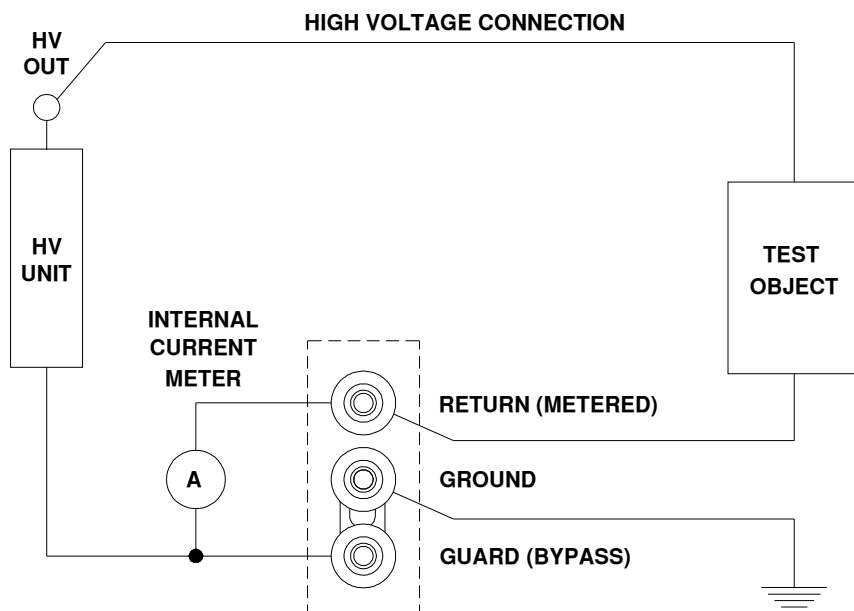 HIGH VOLTAGE CONNECTION
HV
OUT
HV
UNIT
TEST
OBJECT
INTERNAL
CURRENT
METER
RETURN (METERED)
A
GROUND
GUARD (BYPASS)